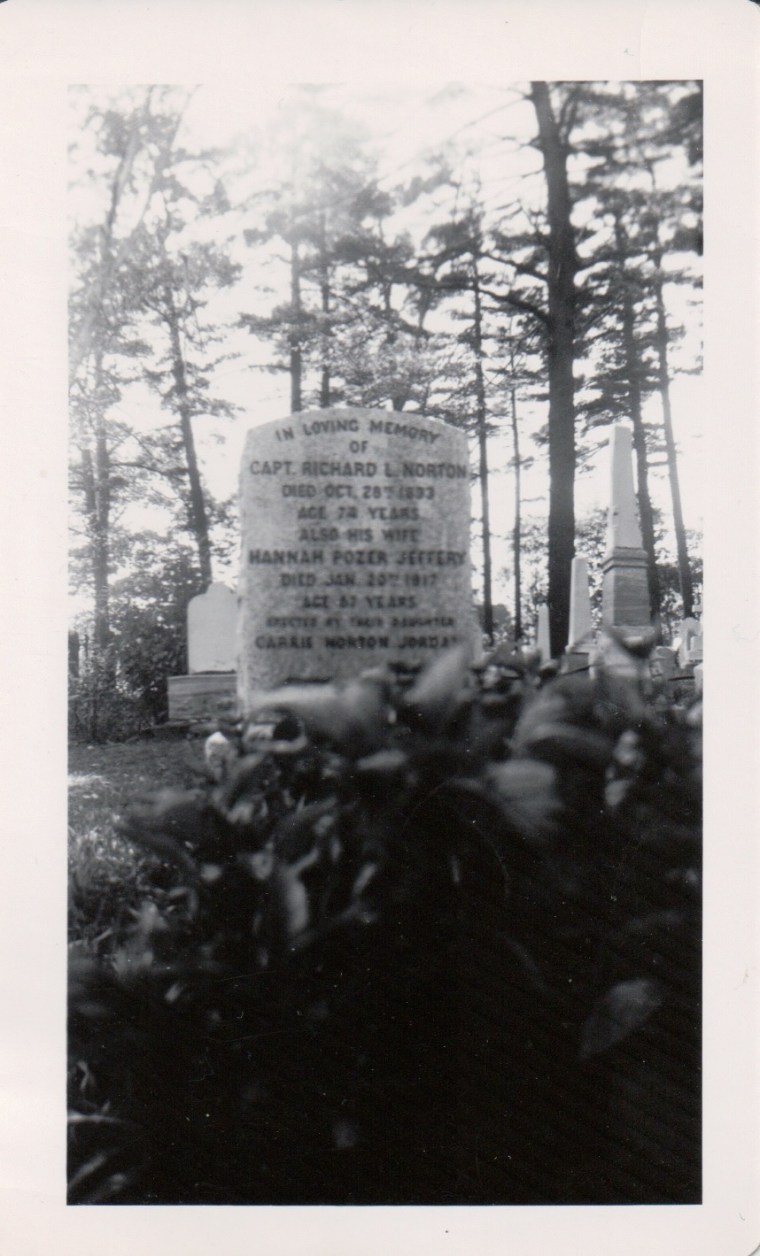 IN LOVING MEMORY
OF
CAPT. RICHARD L. NORTON
DIED OCT. 28TH 1893
AGE 74 YEARS
ALSO HIS WIFE
HANNAH POZER JEFFERY
DIED JAN. 20TH 1917
AGE 87 YEARS
ERECTED BY THEIR DAUGHTER
CARRIE NORTON JORDAN